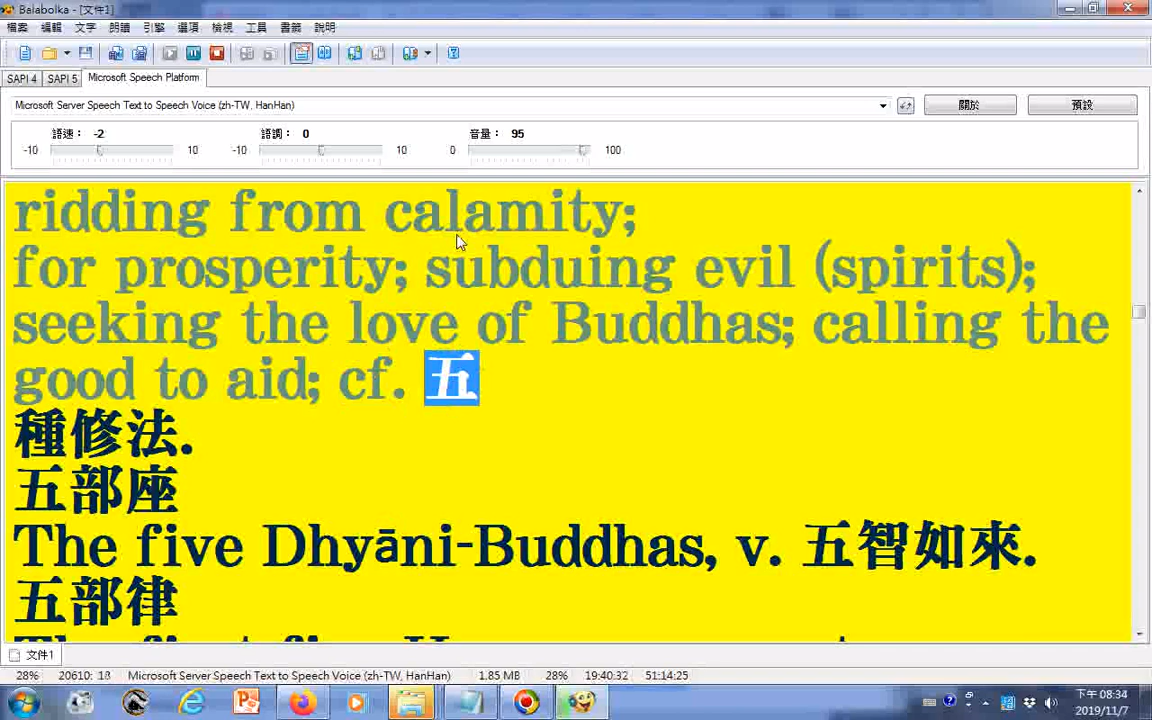 Balabolka - [文件1]
檔案 編輯 文字 朗讀 引擎 選項 檢視 工具 書籤 說明
SAPI 4 SAPI 5 Microsoft Speech Platform
Microsoft Server Speech Text to Speech Voice (zh-TW, HanHan) 關於 預設
語速： -2 語調： 0 音量： 95
-10 10 -10 10 0 100
ridding from calamity;
for prosperity; subduing evil (spirits);
seeking the love of Buddhas; calling the
good to aid; cf. 五
種修法.
五部座
The five Dhyāni-Buddhas, v. 五智如來.
五部律
The first five
文件1
28% 20610: 18 Microsoft Server Speech Text to Speech Voice (zh-TW, HanHan) 1.85 MB 28% 19:40:32 51:14:25
下午 08:34
2019/11/7